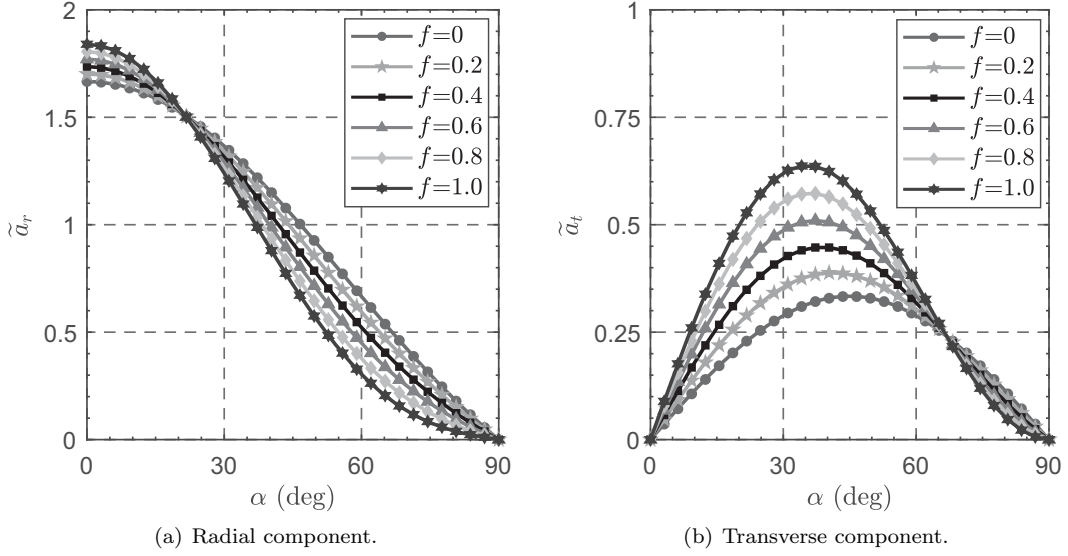 2
1.5
1
0.5
0
0
30
60
90
ã_r
α (deg)
f=0
f=0.2
f=0.4
f=0.6
f=0.8
f=1.0
(a) Radial component.
1
0.75
0.5
0.25
0
0
30
60
90
ã_t
α (deg)
f=0
f=0.2
f=0.4
f=0.6
f=0.8
f=1.0
(b) Transverse component.